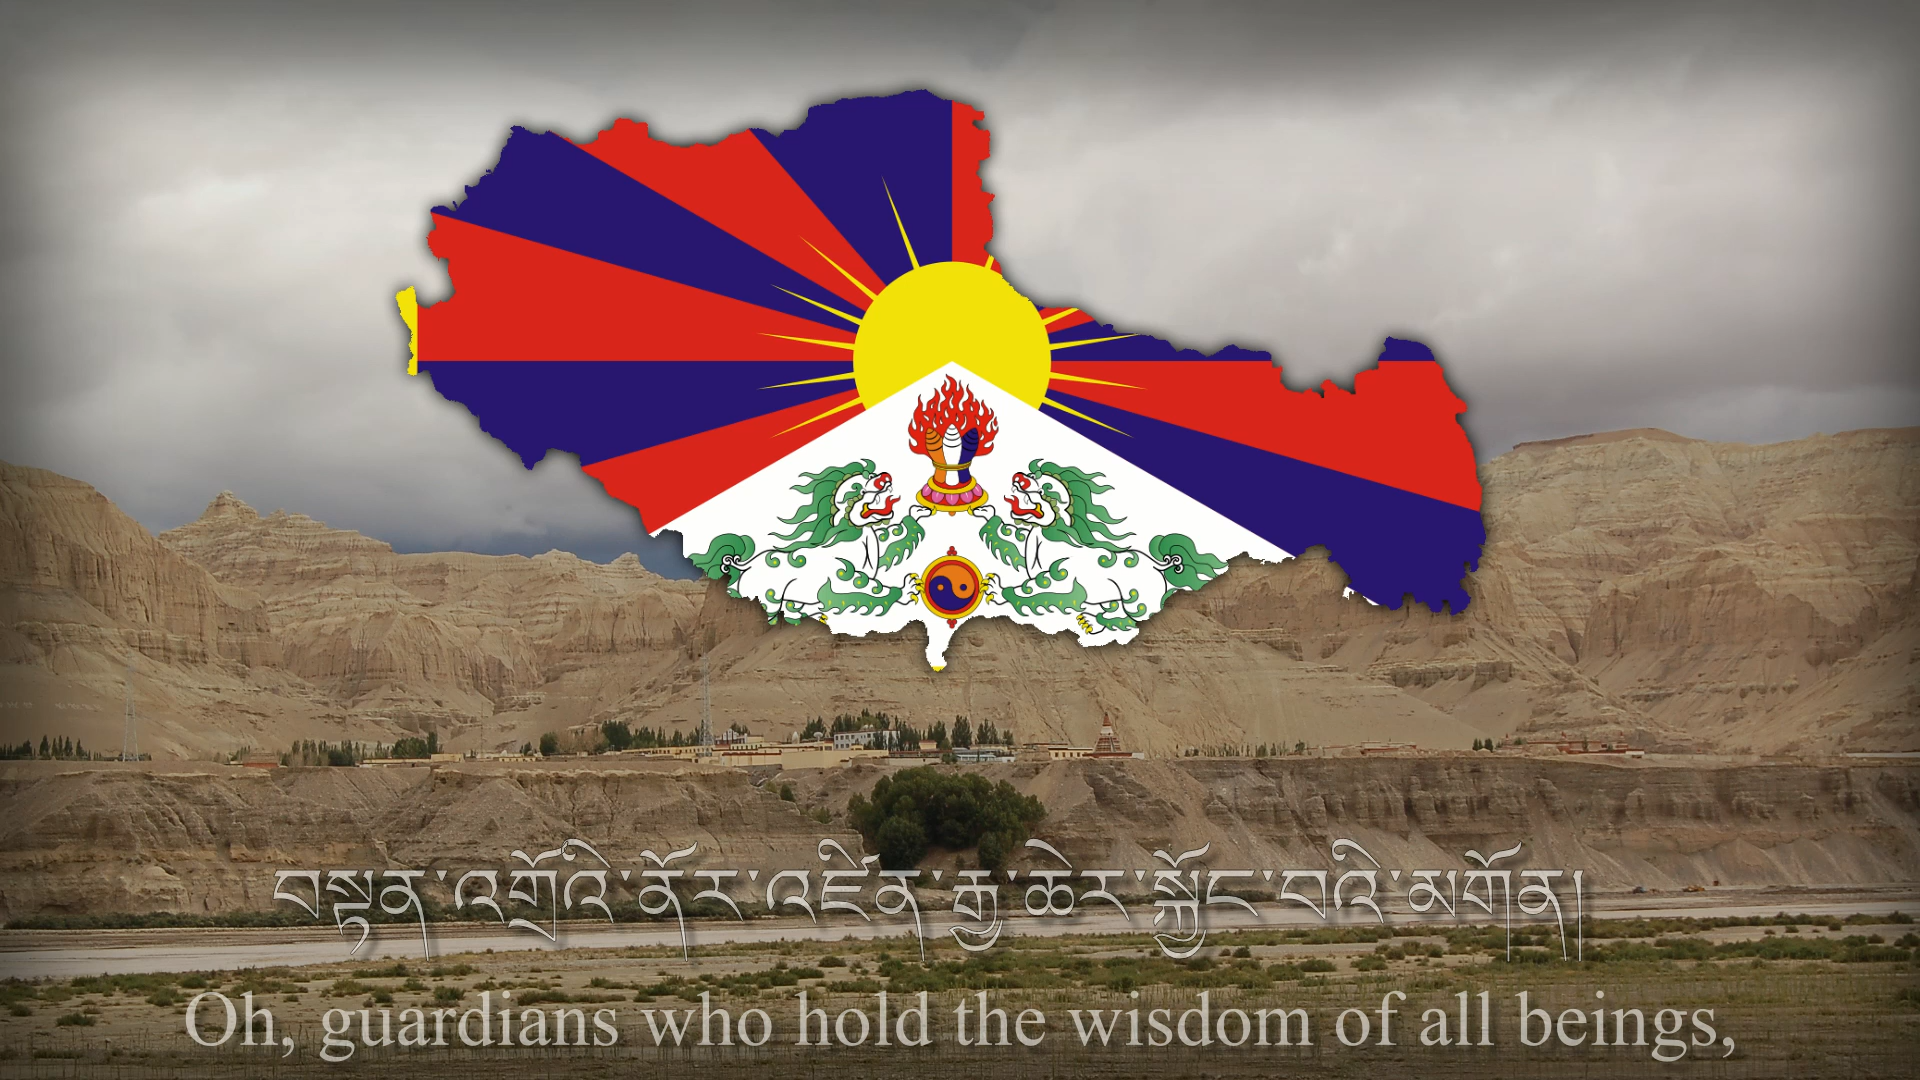 བསྟན་འགྲོའི་ནོར་འཛིན་རྒྱ་ཆེར་སྐྱོང་བའི་མགོན།
Oh, guardians who hold the wisdom of all beings,